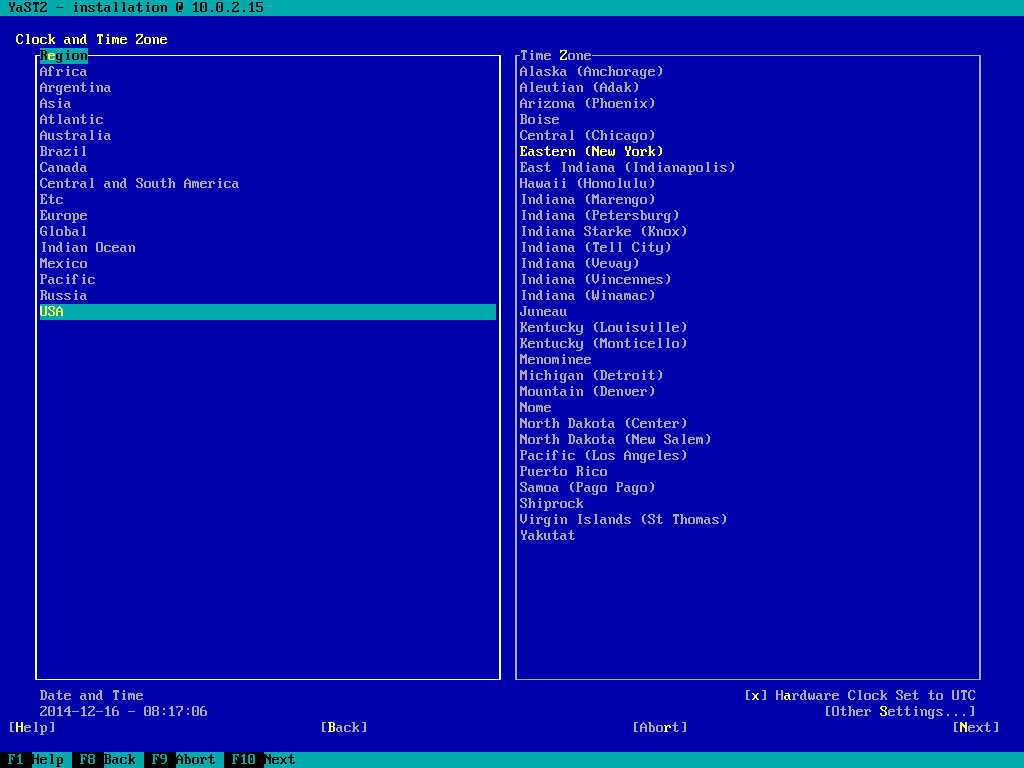 YaST2 - installation @ 10.0.2.15
Clock and Time Zone
Region
Africa
Argentina
Asia
Atlantic
Australia
Brazil
Canada
Central and South America
Etc
Europe
Global
Indian Ocean
Mexico
Pacific
Russia
USA
Time Zone
Alaska (Anchorage)
Aleutian (Adak)
Arizona (Phoenix)
Boise
Central (Chicago)
Eastern (New York)
East Indiana (Indianapolis)
Hawaii (Honolulu)
Indiana (Marengo)
Indiana (Petersburg)
Indiana Starke (Knox)
Indiana (Tell City)
Indiana (Vevay)
Indiana (Vincennes)
Indiana (Winamac)
Juneau
Kentucky (Louisville)
Kentucky (Monticello)
Menominee
Michigan (Detroit)
Mountain (Denver)
Nome
North Dakota (Center)
North Dakota (New Salem)
Pacific (Los Angeles)
Puerto Rico
Samoa (Pago Pago)
Shiprock
Virgin Islands (St Thomas)
Yakutat
Date and Time
2014-12-16 - 08:17:06
[x] Hardware Clock Set to UTC
[Other Settings...]
[Help] [Back] [Abort] [Next]
F1 Help F8 Back F9 Abort F10 Next